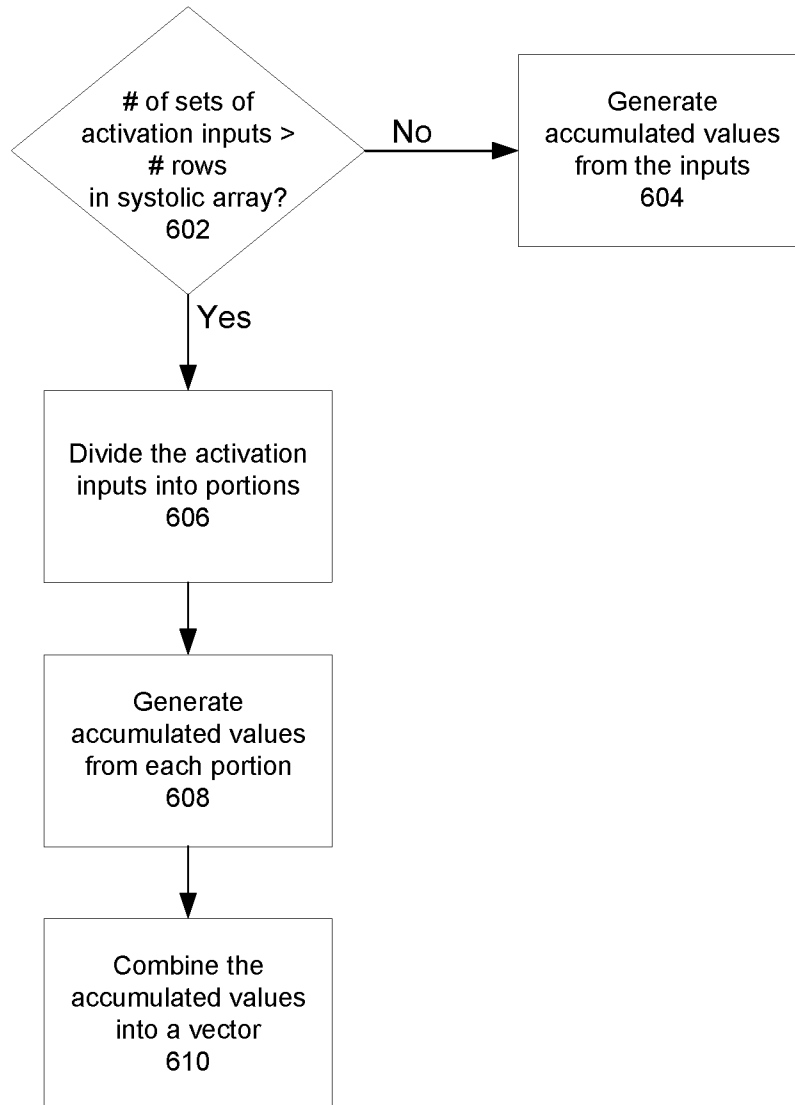 # of sets of
activation inputs >
# rows
in systolic array?
602
No
Generate
accumulated values
from the inputs
604
Yes
Divide the activation
inputs into portions
606
Generate
accumulated values
from each portion
608
Combine the
accumulated values
into a vector
610